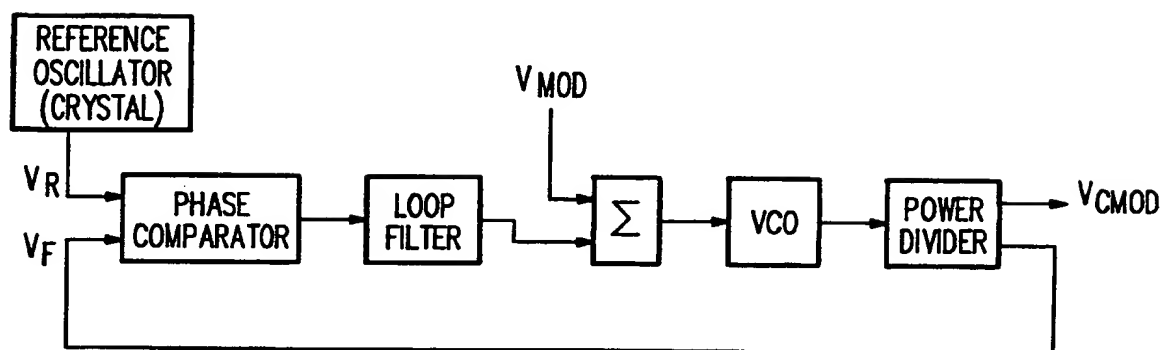 REFERENCE
OSCILLATOR
(CRYSTAL)
V_MOD
V_R
PHASE
COMPARATOR
LOOP
FILTER
Σ
VCO
POWER
DIVIDER
V_CMOD
V_F